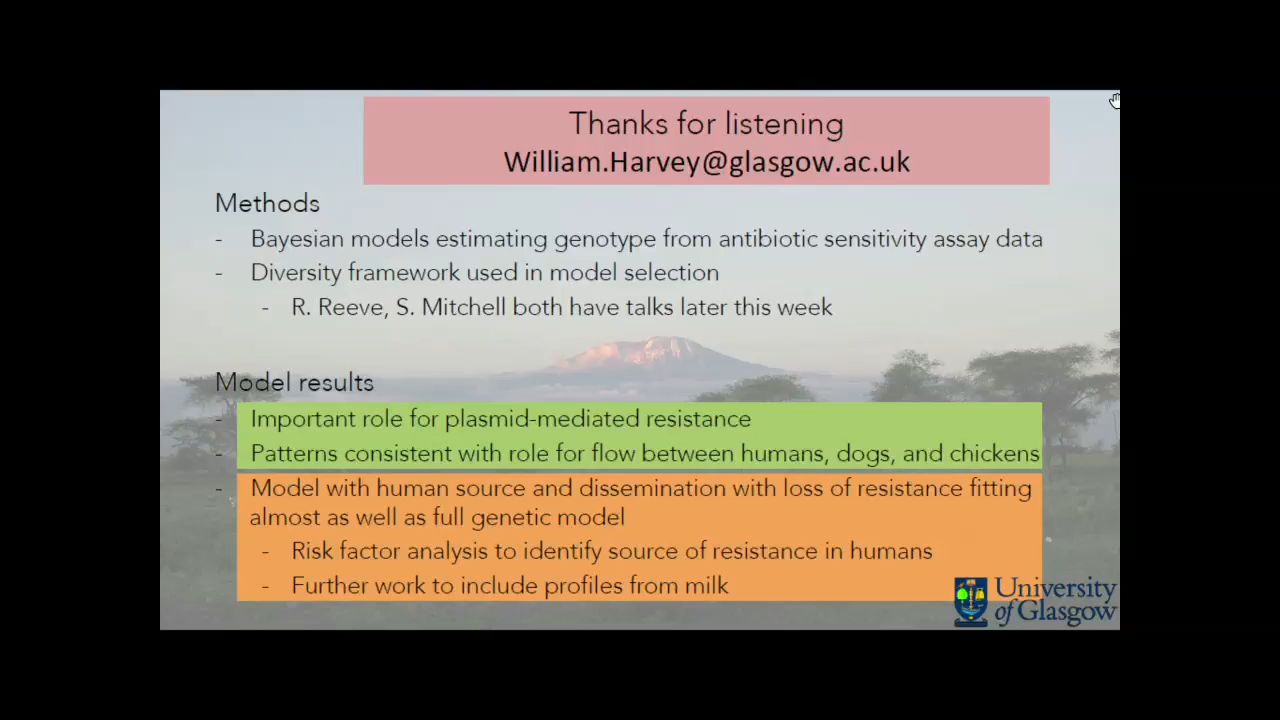 Thanks for listening
William.Harvey@glasgow.ac.uk
Methods
- Bayesian models estimating genotype from antibiotic sensitivity assay data
- Diversity framework used in model selection
- R. Reeve, S. Mitchell both have talks later this week
Model results
- Important role for plasmid-mediated resistance
- Patterns consistent with role for flow between humans, dogs, and chickens
- Model with human source and dissemination with loss of resistance fitting
almost as well as full genetic model
- Risk factor analysis to identify source of resistance in humans
- Further work to include profiles from milk
University
of Glasgow